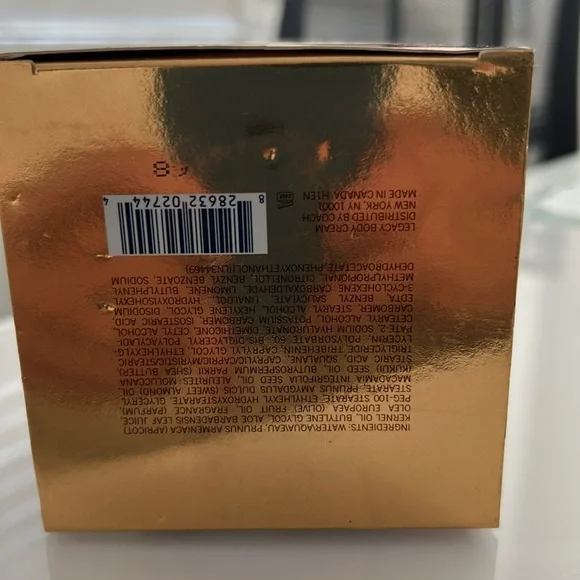 INGREDIENTS: WATER/AQUA/EAU, PRUNUS ARMENIACA (APRICOT)
KERNEL OIL, BUTYLENE GLYCOL, ALOE BARBADENSIS LEAF JUICE,
OLEA EUROPAEA (OLIVE) FRUIT OIL, FRAGRANCE (PARFUM),
PEG-100 STEARATE, ETHYLHEXYL HYDROXYSTEARATE, GLYCERYL
STEARATE, PRUNUS AMYGDALUS DULCIS (SWEET ALMOND) OIL,
MACADAMIA INTEGRIFOLIA SEED OIL, ALEURITES MOLUCCANA
(KUKUI) SEED OIL, BUTYROSPERMUM PARKII (SHEA BUTTER)
STEARIC ACID, SQUALANE, CAPRYLIC/CAPRIC/MYRISTIC/STEARIC
TRIGLYCERIDE, TRIBEHENIN, CAPRYLYL GLYCOL, ETHYLHEXYLG
LYCERIN, POLYSORBATE 60, BIS-DIGLYCERYL POLYACYLADI-
PATE-2, SODIUM HYALURONATE, DIMETHICONE, CETYL ALCOHOL,
CETEARYL ALCOHOL, POTASSIUM CARBOMER, ISOSTEARIC ACID,
CARBOMER, STEARYL ALCOHOL, HEXYLENE GLYCOL, DISODIUM
EDTA, BENZYL SALICYLATE, LINALOOL, HYDROXYISOHEXYL
3-CYCLOHEXENE CARBOXALDEHYDE, LIMONENE, BUTYLPHENYL
METHYLPROPIONAL, CITRONELLOL, BENZYL BENZOATE, SODIUM
DEHYDROACETATE, PHENOXYETHANOL [ILN34469]
LEGACY BODY CREAM
DISTRIBUTED BY COACH
NEW YORK, NY 10001
MADE IN CANADA H1EN
8 28632 02744 4